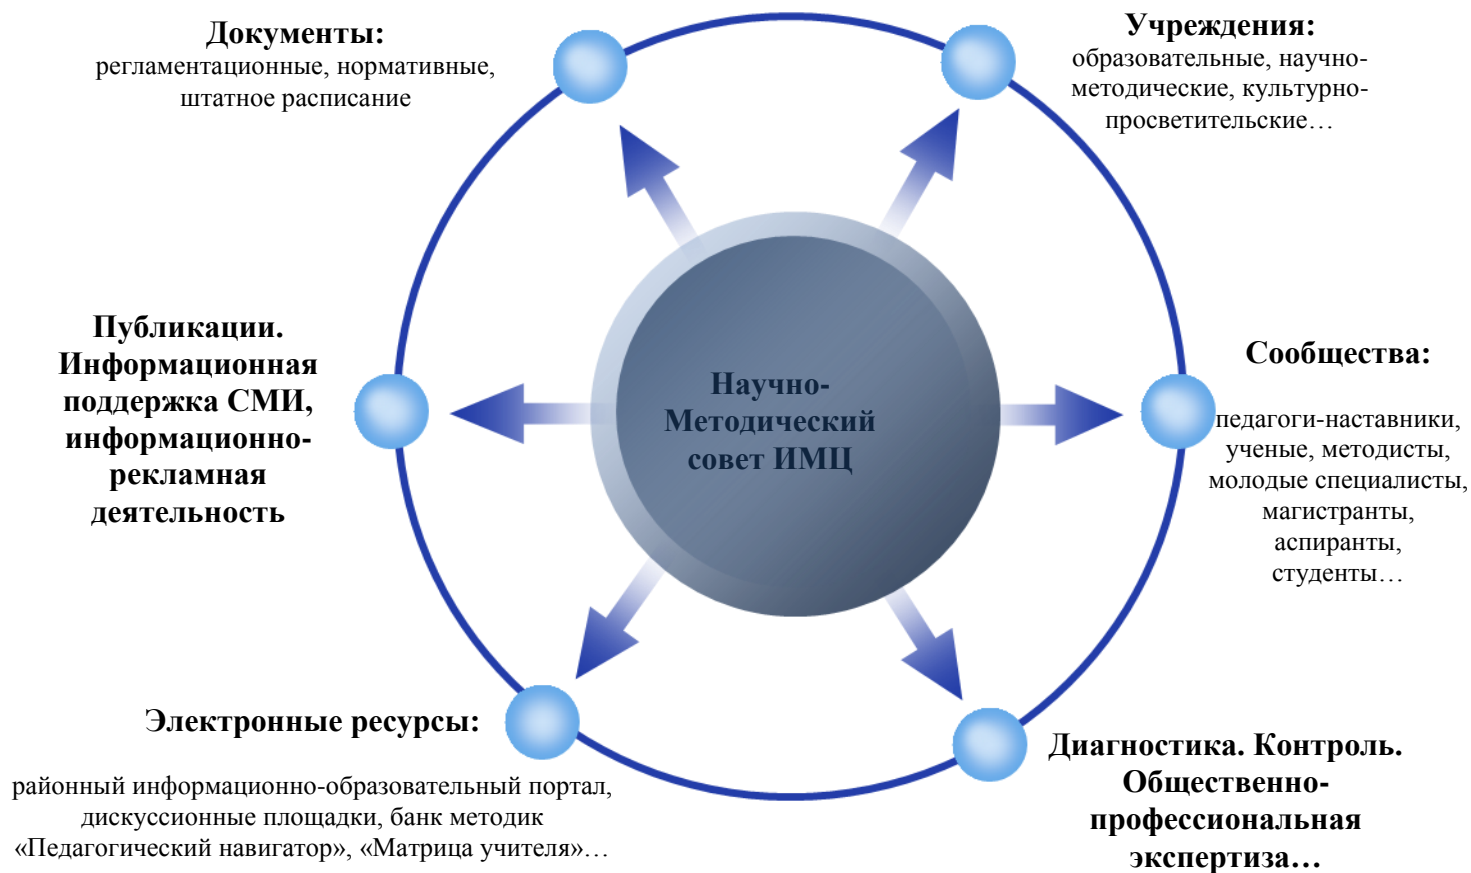 Документы:
регламентационные, нормативные,
штатное расписание
Учреждения:
образовательные, научно-
методические, культурно-
просветительские…
Публикации.
Информационная
поддержка СМИ,
информационно-
рекламная
деятельность
Научно-
Методический
совет ИМЦ
Сообщества:
педагоги-наставники,
ученые, методисты,
молодые специалисты,
магистранты,
аспиранты,
студенты…
Электронные ресурсы:
районный информационно-образовательный портал,
дискуссионные площадки, банк методик
«Педагогический навигатор», «Матрица учителя»…
Диагностика. Контроль.
Общественно-
профессиональная
экспертиза…